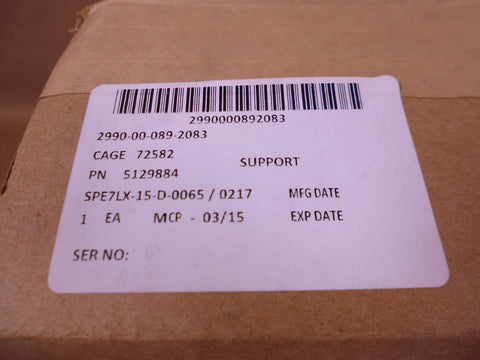 2990000892083
2990-00-089-2083
CAGE 72582
SUPPORT
PN 5129884
SPE7LX-15-D-0065 / 0217 MFG DATE
1 EA MCP - 03/15 EXP DATE
SER NO: